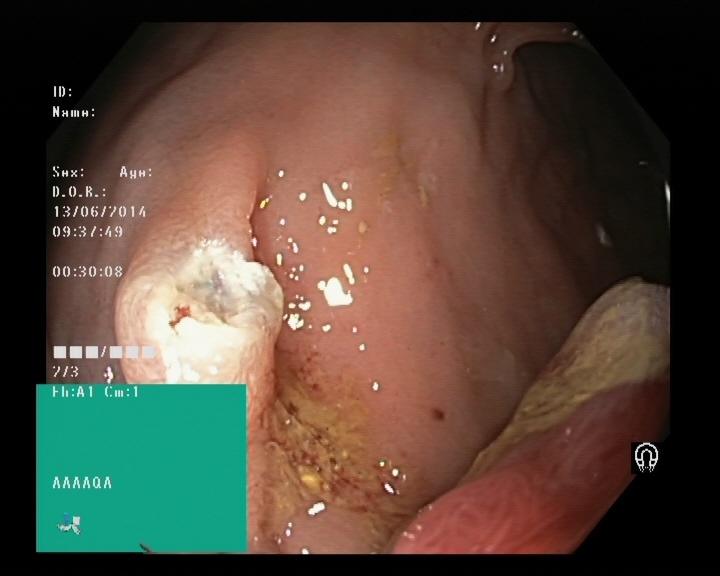 ID:
Name:
Sex: Age:
D.O.B.:
13/06/2014
09:37:49
00:30:08
2/3
Eh:A1 Cm:1
AAAAQA